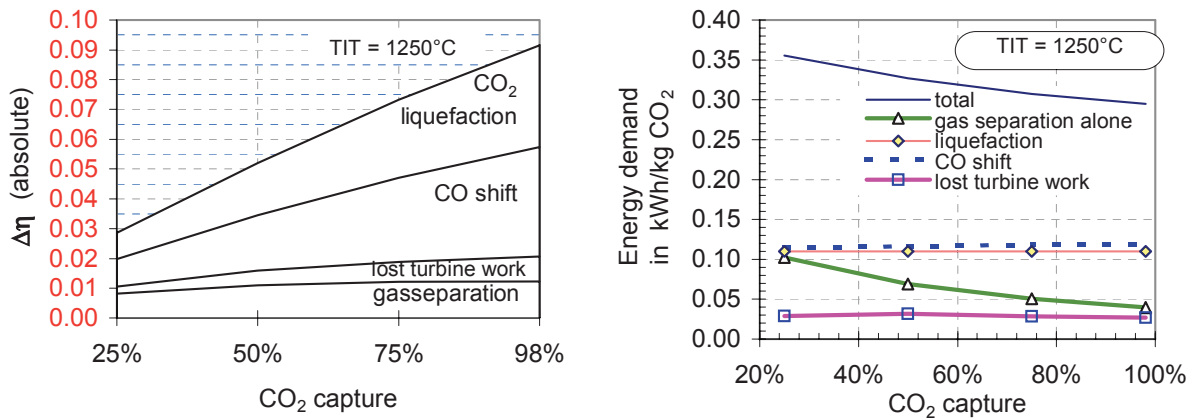 0.10
0.09
0.08
0.07
0.06
0.05
0.04
0.03
0.02
0.01
0.00
Δη (absolute)
TIT = 1250°C
CO₂
liquefaction
CO shift
lost turbine work
gasseparation
25%
50%
75%
98%
CO₂ capture
0.40
0.35
0.30
0.25
0.20
0.15
0.10
0.05
0.00
Energy demand
in kWh/kg CO₂
TIT = 1250°C
total
gas separation alone
liquefaction
CO shift
lost turbine work
20%
40%
60%
80%
100%
CO₂ capture